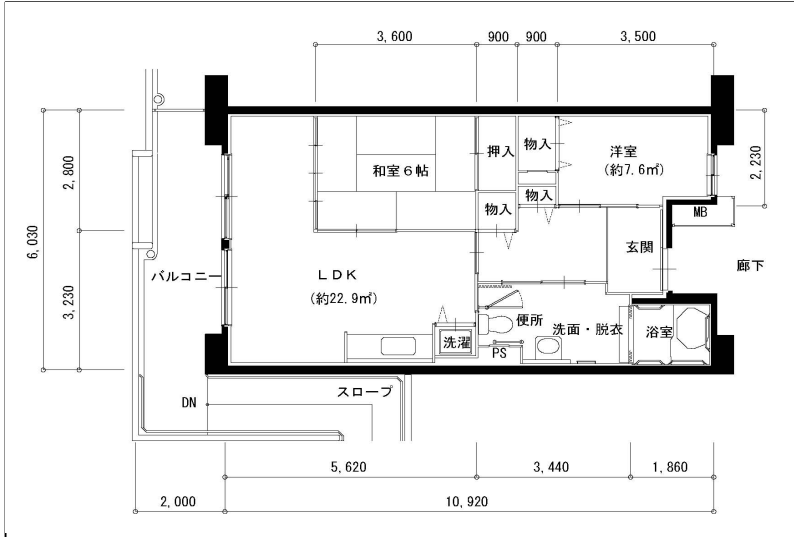 3,600
900
900
3,500
2,800
6,030
3,230
2,230
和室6帖
押入
物入
洋室
(約7.6㎡)
物入
物入
MB
玄関
廊下
バルコニー
LDK
(約22.9㎡)
便所
洗面・脱衣
浴室
洗濯
PS
スロープ
DN
5,620
3,440
1,860
2,000
10,920